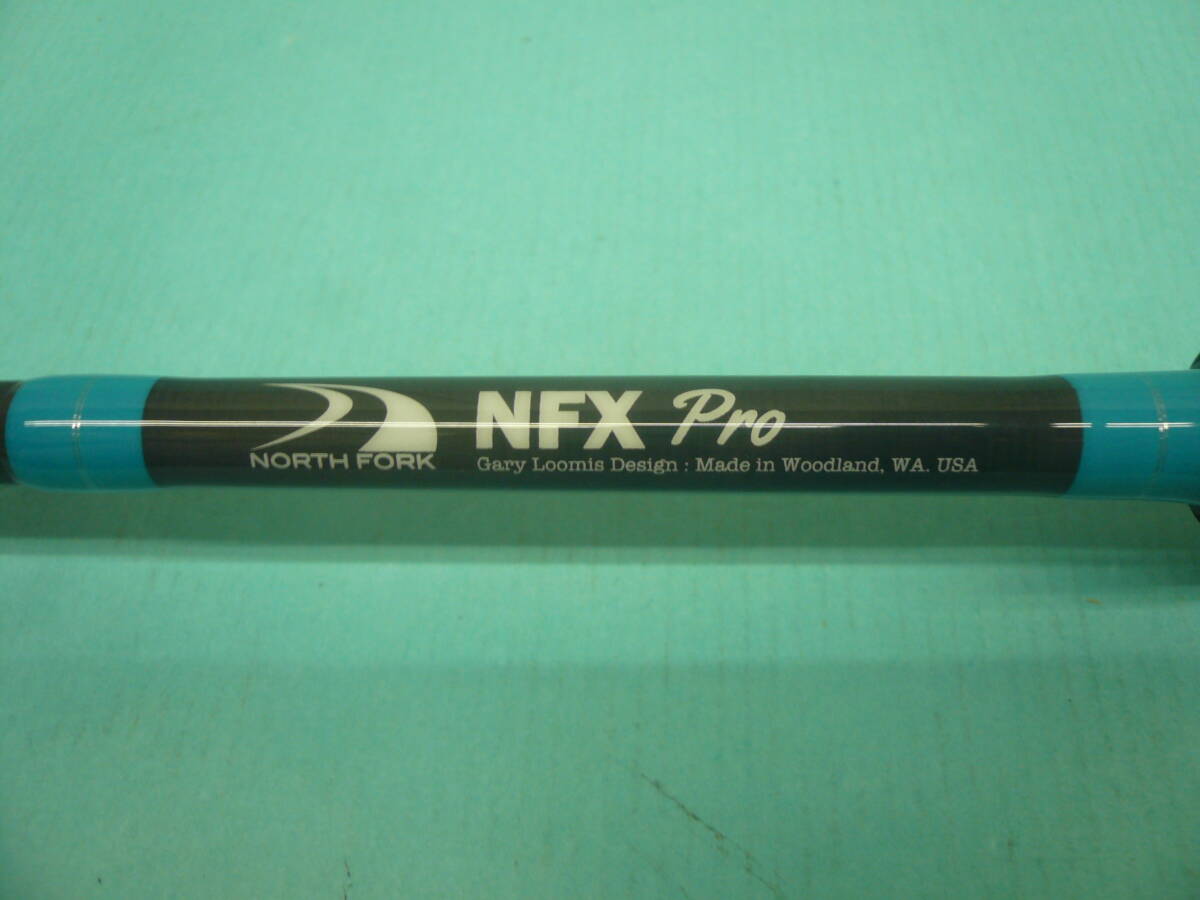 NORTH FORK
NFX Pro
Gary Loomis Design : Made in Woodland, WA. USA